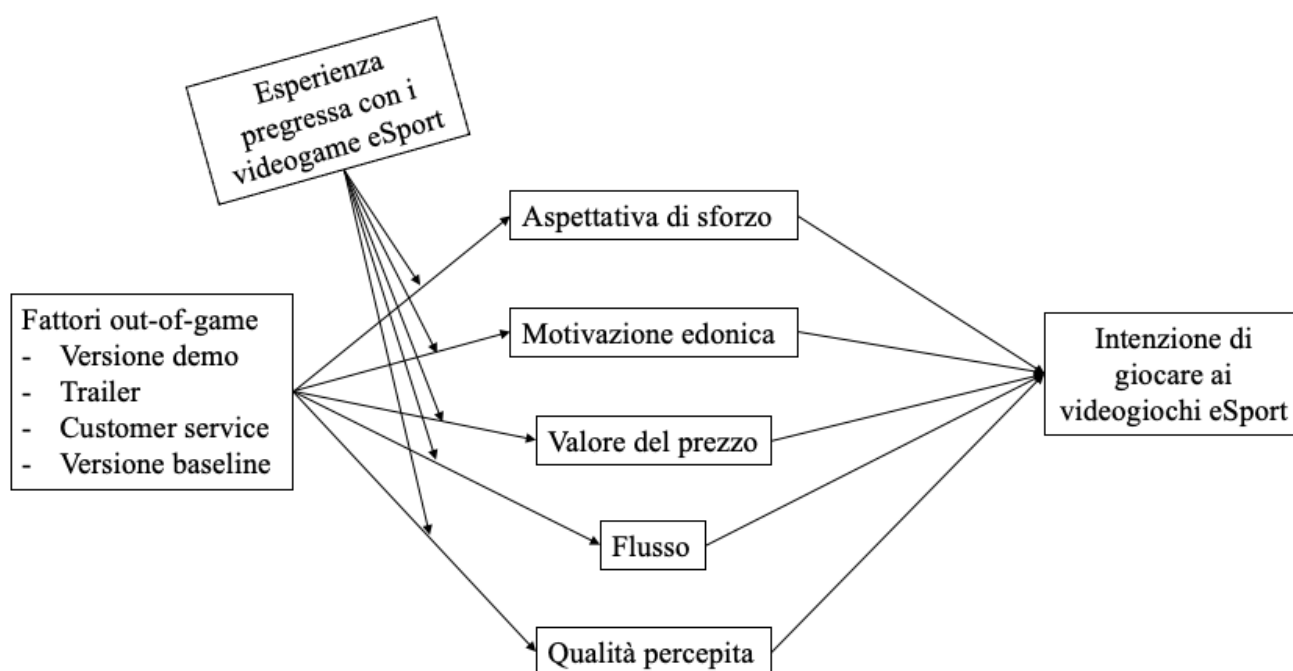 Esperienza
pregressa con i
videogame eSport
Aspettativa di sforzo
Fattori out-of-game
- Versione demo
- Trailer
- Customer service
- Versione baseline
Motivazione edonica
Intenzione di
giocare ai
videogiochi eSport
Valore del prezzo
Flusso
Qualità percepita